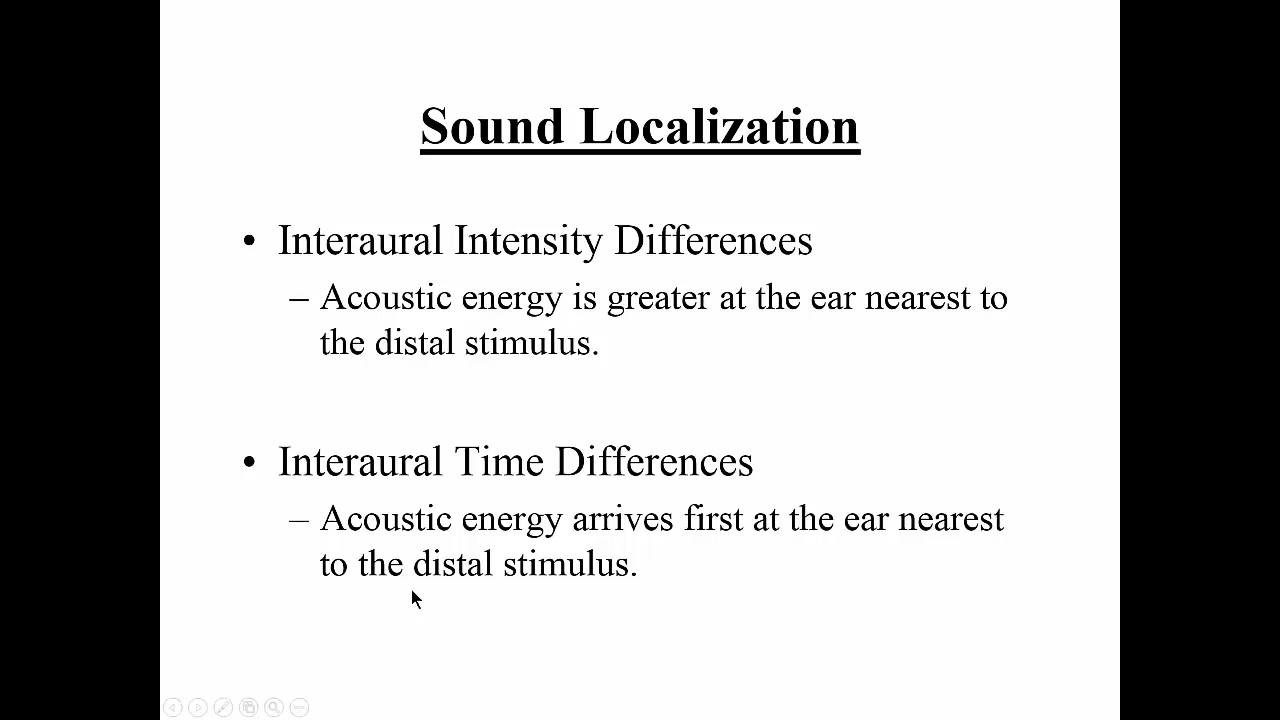 Sound Localization
• Interaural Intensity Differences
– Acoustic energy is greater at the ear nearest to
the distal stimulus.
• Interaural Time Differences
– Acoustic energy arrives first at the ear nearest
to the distal stimulus.